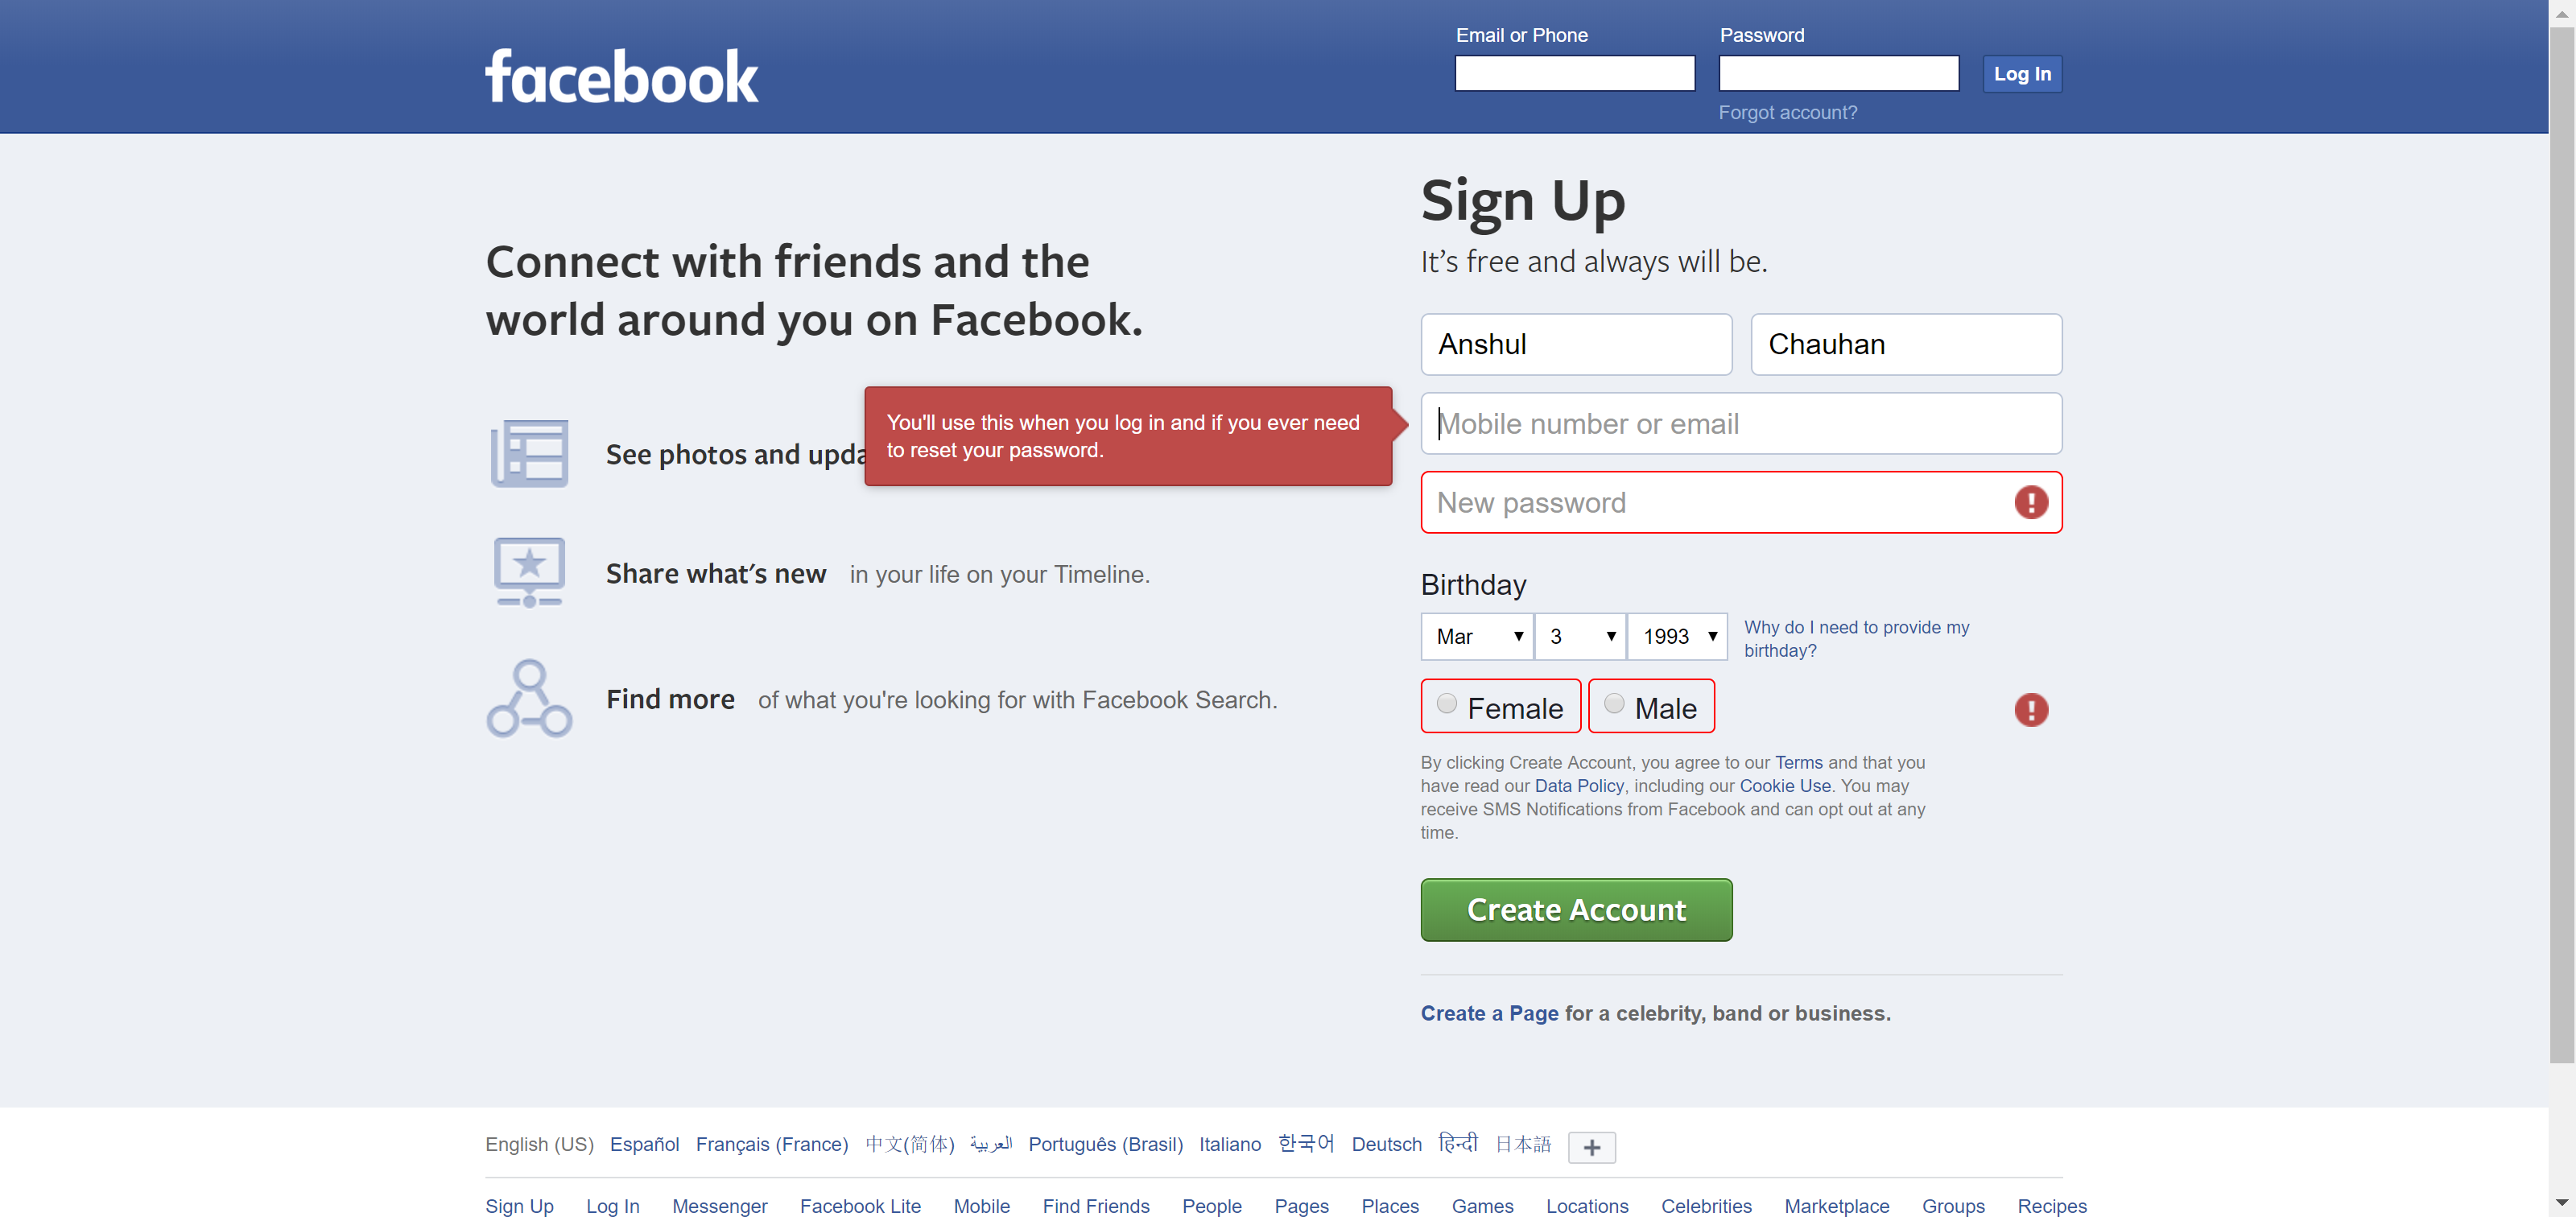 facebook
Email or Phone
Password
Log In
Forgot account?
Sign Up
It's free and always will be.
Connect with friends and the
world around you on Facebook.
Anshul
Chauhan
You'll use this when you log in and if you ever need
to reset your password.
Mobile number or email
See photos and upda
New password
Share what's new in your life on your Timeline.
Birthday
Mar 3 1993
Why do I need to provide my
birthday?
Find more of what you're looking for with Facebook Search.
Female
Male
By clicking Create Account, you agree to our Terms and that you
have read our Data Policy, including our Cookie Use. You may
receive SMS Notifications from Facebook and can opt out at any
time.
Create Account
Create a Page for a celebrity, band or business.
English (US) Español Français (France) 中文(简体) العربية Português (Brasil) Italiano 한국어 Deutsch हिन्दी 日本語 +
Sign Up Log In Messenger Facebook Lite Mobile Find Friends People Pages Places Games Locations Celebrities Marketplace Groups Recipes